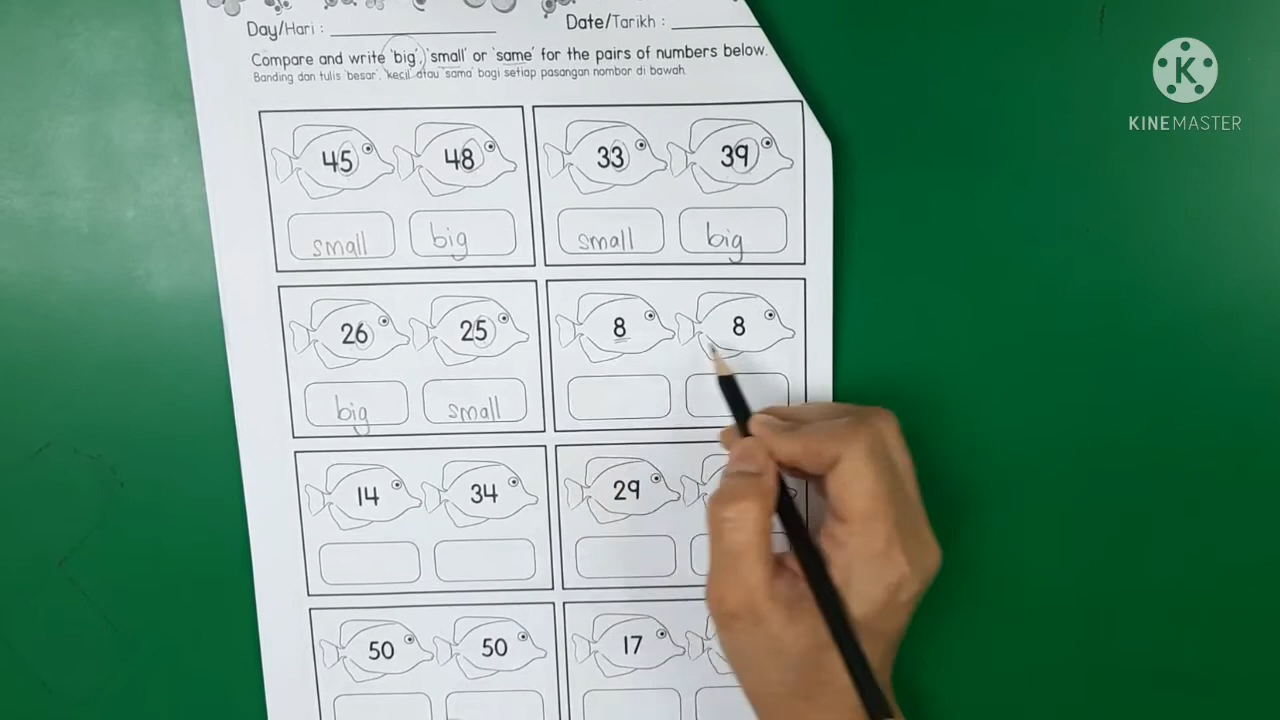 Day/Hari : Date/Tarikh :
Compare and write 'big', 'small' or 'same' for the pairs of numbers below.
Banding dan tulis 'besar', 'kecil' atau 'sama' bagi setiap pasangan nombor di bawah.
K
KINEMASTER
45 48 33 39
small big small big
26 25 8 8
big small
14 34 29
50 50 17